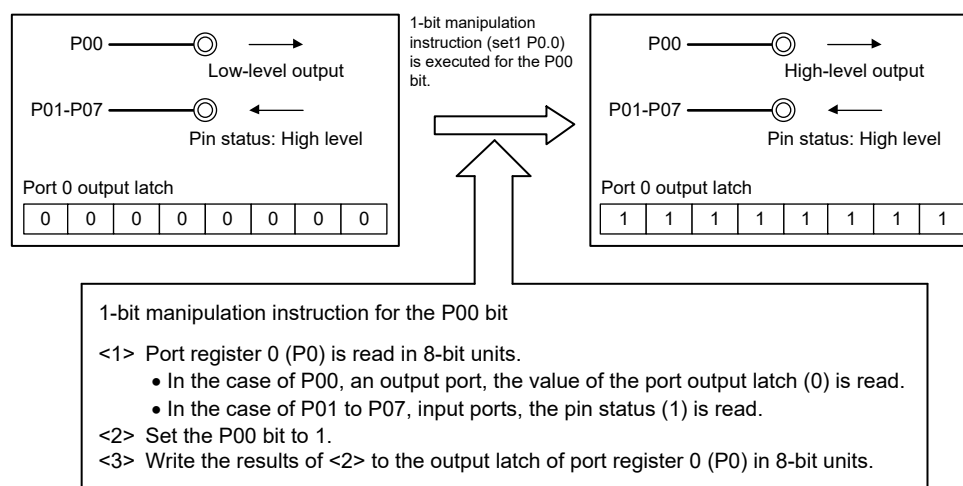 P00
Low-level output
P01-P07
Pin status: High level
Port 0 output latch
0 0 0 0 0 0 0 0
1-bit manipulation
instruction (set1 P0.0)
is executed for the P00
bit.
P00
High-level output
P01-P07
Pin status: High level
Port 0 output latch
1 1 1 1 1 1 1 1
1-bit manipulation instruction for the P00 bit
<1> Port register 0 (P0) is read in 8-bit units.
• In the case of P00, an output port, the value of the port output latch (0) is read.
• In the case of P01 to P07, input ports, the pin status (1) is read.
<2> Set the P00 bit to 1.
<3> Write the results of <2> to the output latch of port register 0 (P0) in 8-bit units.